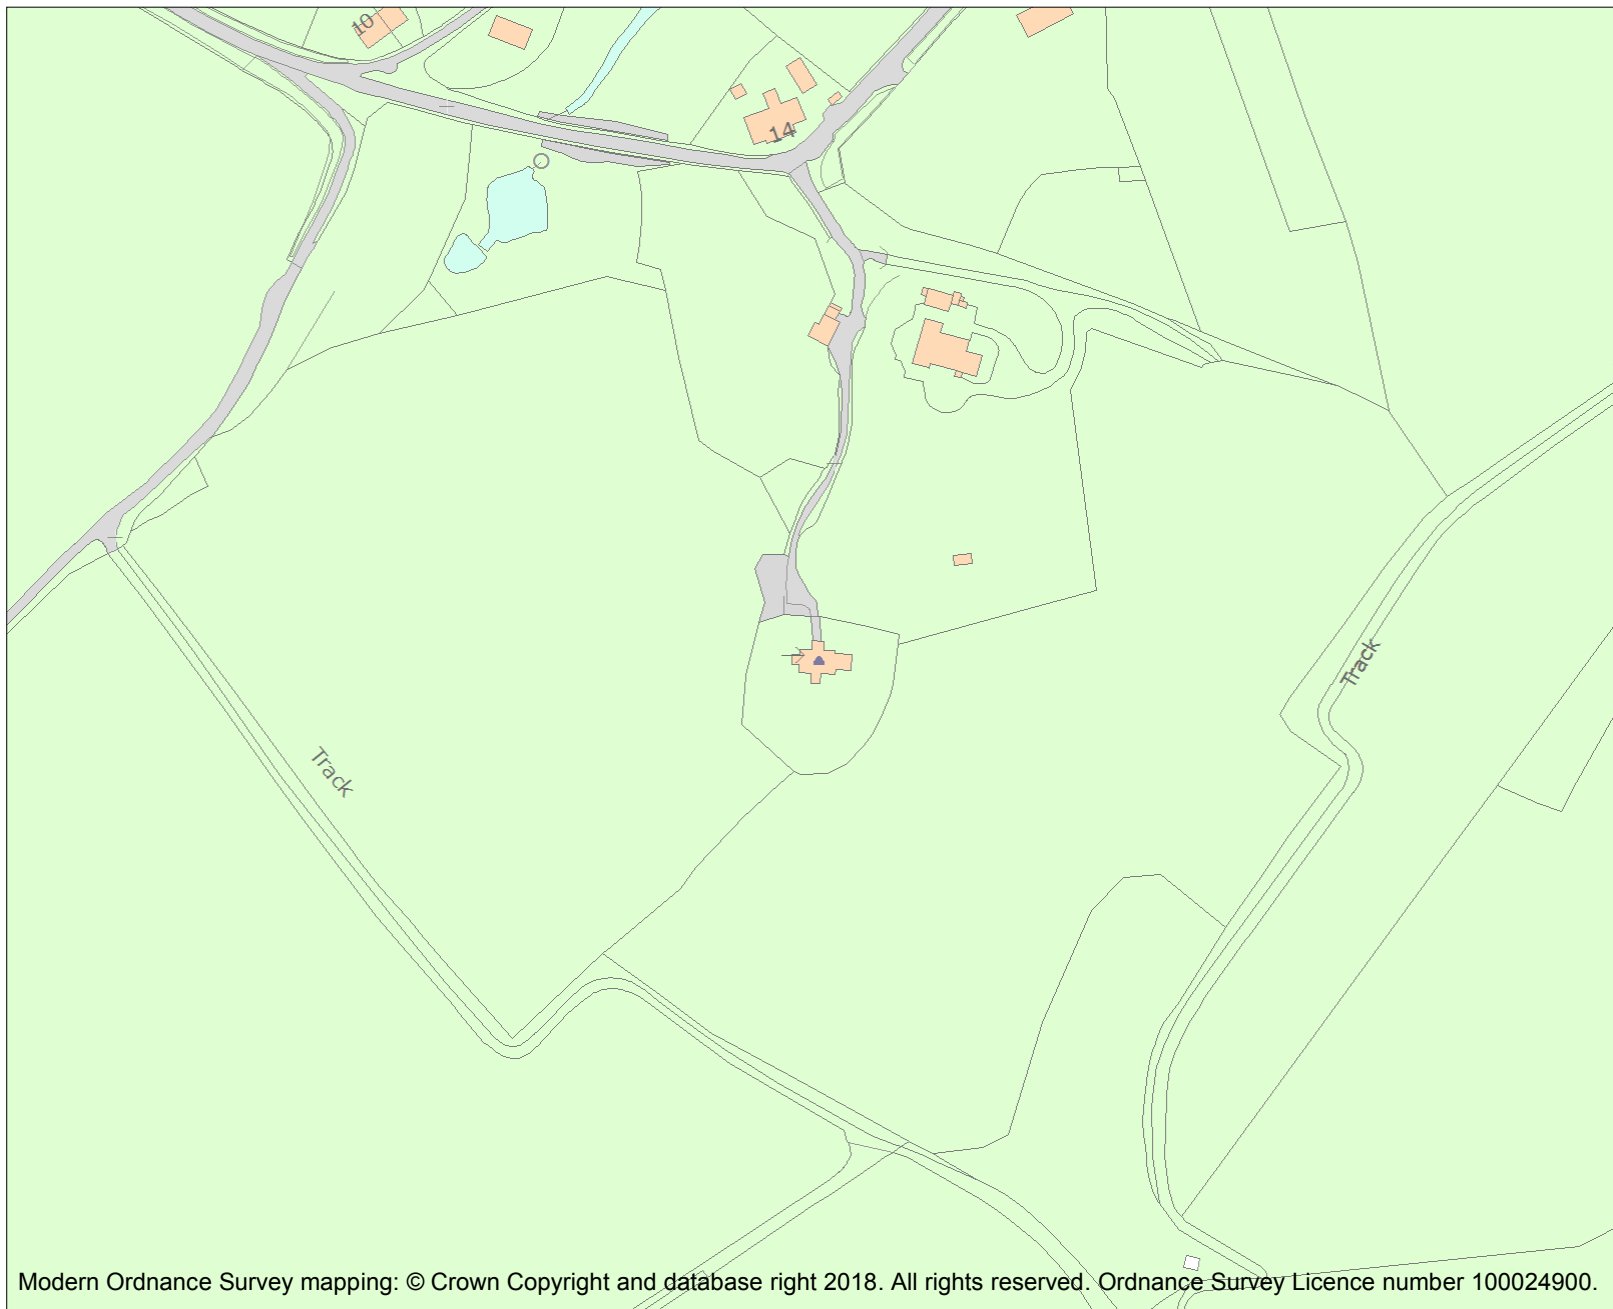 10
14
Track
Track
Modern Ordnance Survey mapping: © Crown Copyright and database right 2018. All rights reserved. Ordnance Survey Licence number 100024900.